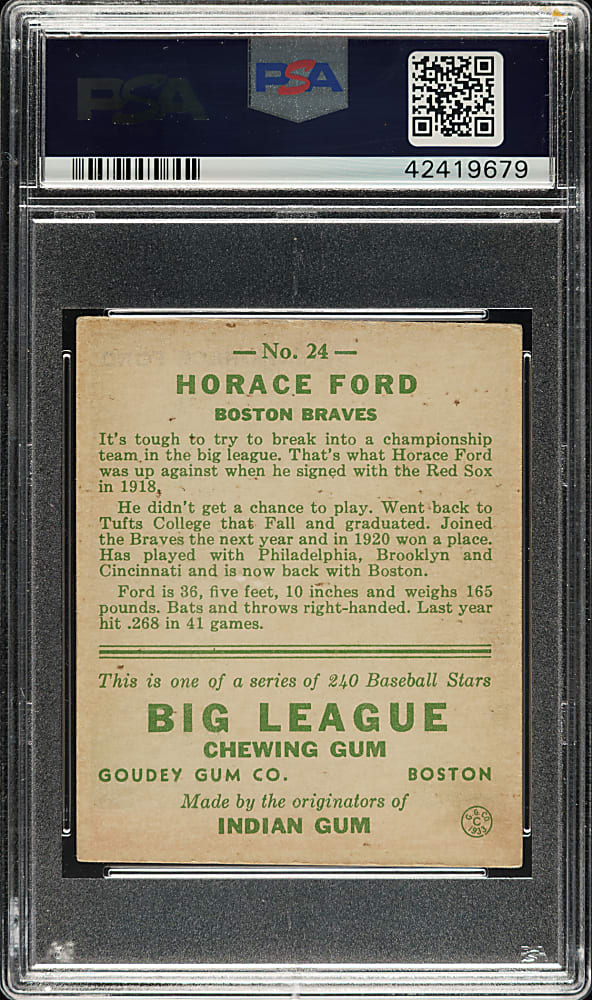 PSA
PSA
42419679
— No. 24 —
HORACE FORD
BOSTON BRAVES
It's tough to try to break into a championship
team in the big league. That's what Horace Ford
was up against when he signed with the Red Sox
in 1918,
He didn't get a chance to play. Went back to
Tufts College that Fall and graduated. Joined
the Braves the next year and in 1920 won a place.
Has played with Philadelphia, Brooklyn and
Cincinnati and is now back with Boston.
Ford is 36, five feet, 10 inches and weighs 165
pounds. Bats and throws right-handed. Last year
hit .268 in 41 games.
This is one of a series of 240 Baseball Stars
BIG LEAGUE
CHEWING GUM
GOUDEY GUM CO. BOSTON
Made by the originators of
INDIAN GUM
G. G. CO.
C
1933
PSA